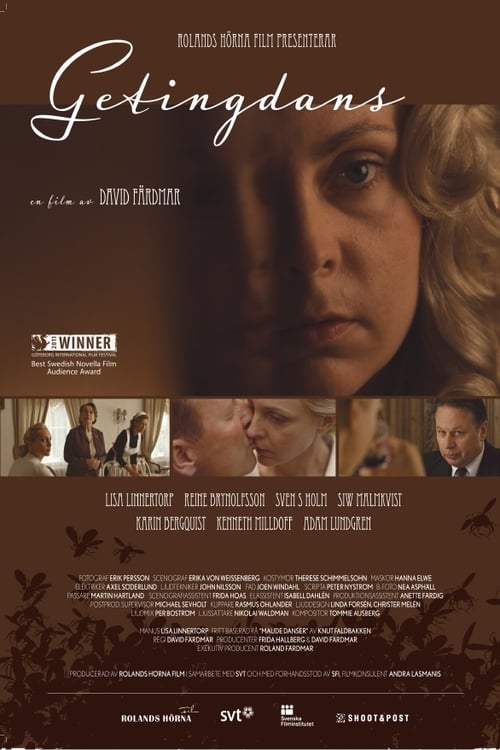 ROLANDS HÖRNA FILM PRESENTERAR
Getingdans
en film av DAVID FÄRDMAR
2011 WINNER
GÖTEBORG INTERNATIONAL FILM FESTIVAL
Best Swedish Novella Film
Audience Award
LISA LINNERTORP REINE BRYNOLFSSON SVEN S HOLM SIW MALMKVIST
KARIN BERGQUIST KENNETH MILLDOFF ADAM LUNDGREN
FOTOGRAF ERIK PERSSON SCENOGRAF ERIKA VON WEISSENBERG KOSTYMÖR THERESE SCHIMMELSOHN MASKÖR HANNA ELWE
ELEKTRIKER AXEL SÖDERLUND LJUDTEKNIKER JOHN NILSSON FAD JOEN WINDAHL SCRIPTA PETER NYSTRÖM B-FOTO NEA ASPHÄLL
PASSARE MARTIN HARTLAND SCENOGRAFIASSISTENT FRIDA HOAS ELASSISTENT ISABELL DAHLÉN PRODUKTIONSASSISTENT ANETTE FÄRDIG
POSTPROD. SUPERVISOR MICHAEL SEVHOLT KLIPPARE RASMUS OHLANDER LJUDDESIGN LINDA FORSÉN, CHRISTER MELÉN
LJUDMIX PER BOSTRÖM LJUSSÄTTARE NIKOLAI WALDMAN KOMPOSITÖR TOMMIE AUSBERG
MANUS LISA LINNERTORP FRITT BASERAD PÅ "MAUDE DANSER" AV KNUT FALDBAKKEN
REGI DAVID FÄRDMAR PRODUCENTER FRIDA HALLBERG & DAVID FÄRDMAR
EXEKUTIV PRODUCENT ROLAND FÄRDMAR
PRODUCERAD AV ROLANDS HÖRNA FILM I SAMARBETE MED SVT OCH MED FÖRHANDSSTÖD AV SFI, FILMKONSULENT ANDRA LASMANIS
ROLANDS HÖRNA Film svt Svenska Filminstitutet SHOOT&POST